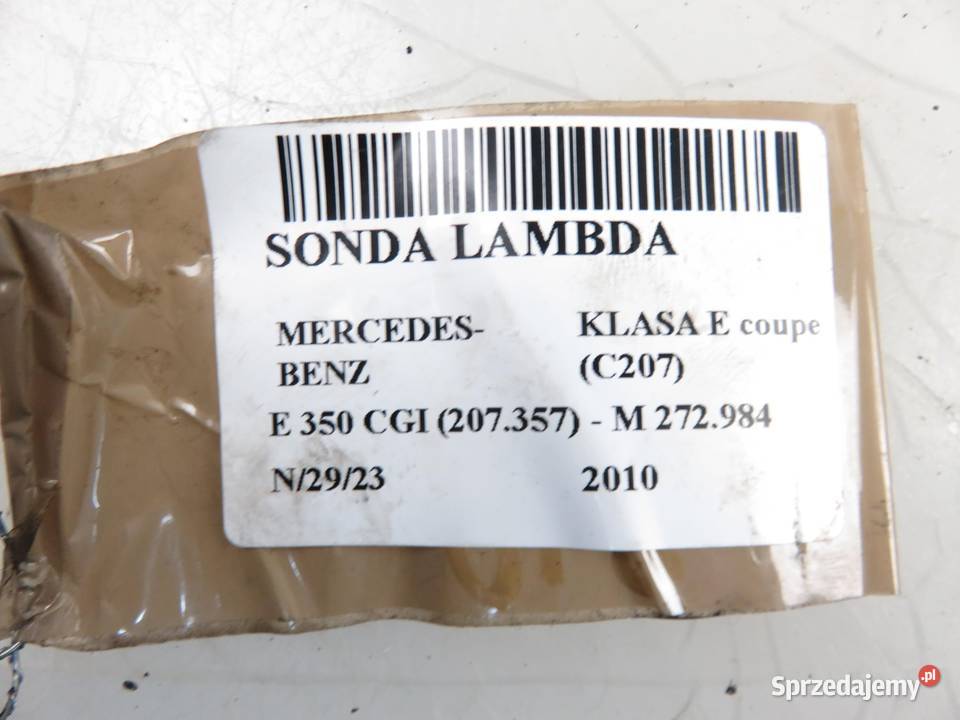 SONDA LAMBDA
MERCEDES-
BENZ
KLASA E coupe
(C207)
E 350 CGI (207.357) - M 272.984
N/29/23
2010
Sprzedajemy.pl